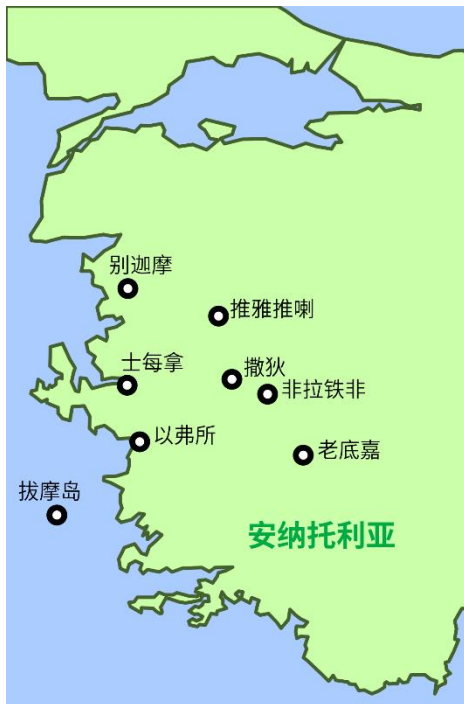 别迦摩
推雅推喇
士每拿
撒狄
非拉铁非
以弗所
老底嘉
拔摩岛
安纳托利亚